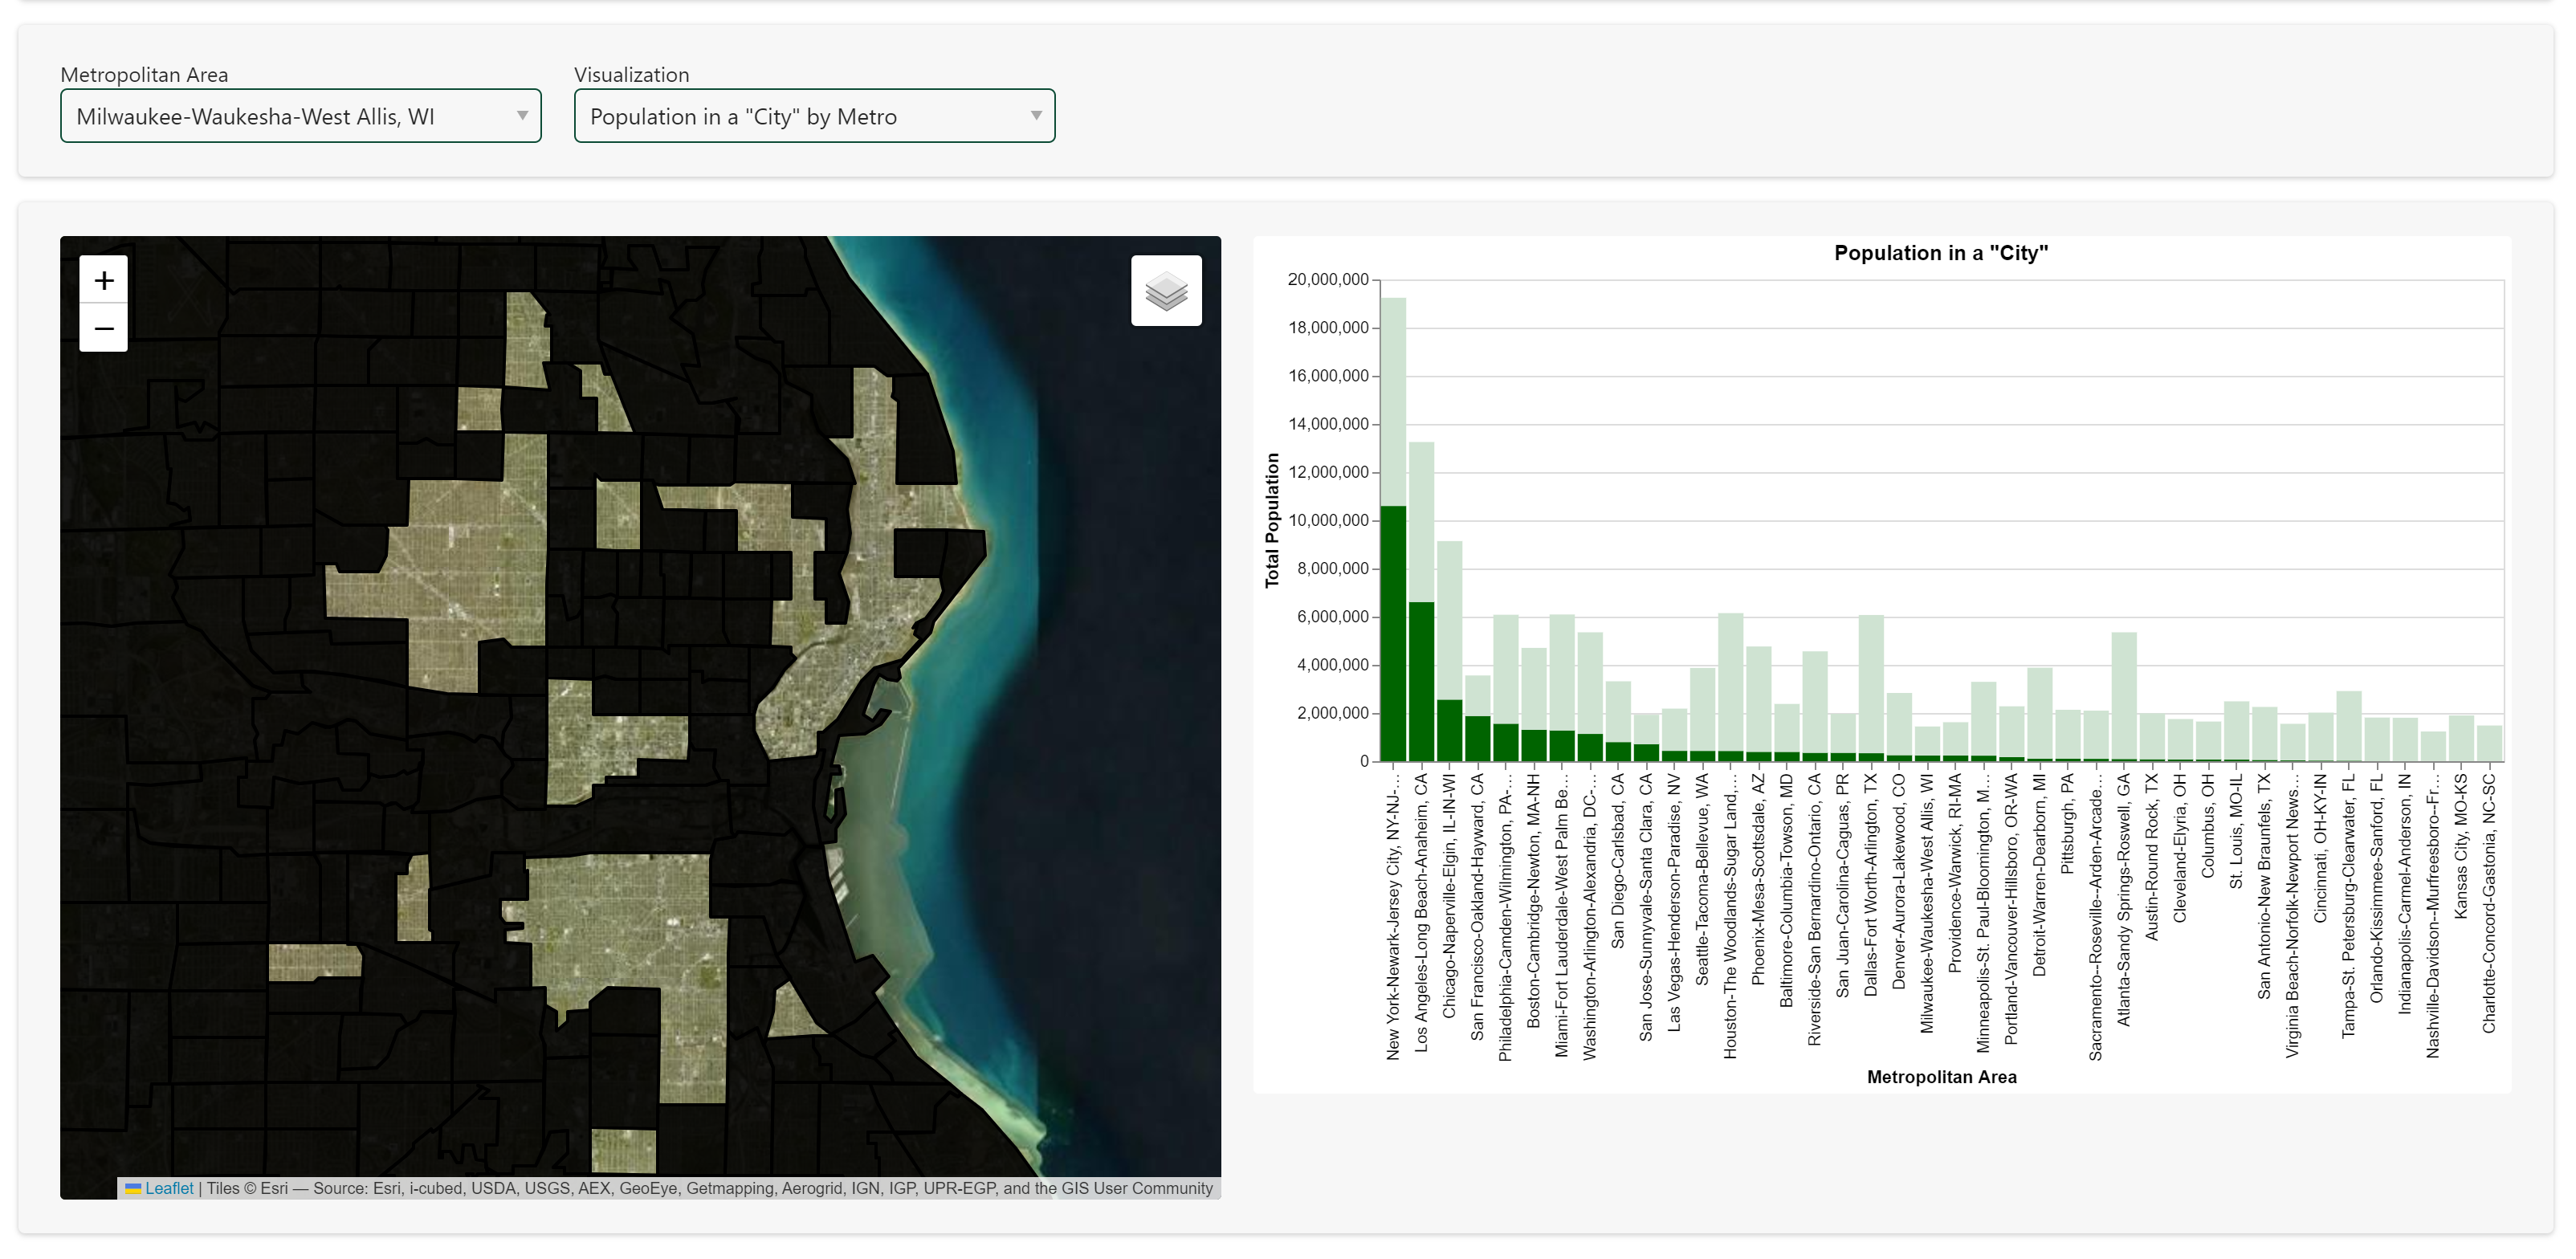 Metropolitan Area
Milwaukee-Waukesha-West Allis, WI
Visualization
Population in a "City" by Metro
+
−
Leaflet | Tiles © Esri — Source: Esri, i-cubed, USDA, USGS, AEX, GeoEye, Getmapping, Aerogrid, IGN, IGP, UPR-EGP, and the GIS User Community
Population in a "City"
Total Population
20,000,000
18,000,000
16,000,000
14,000,000
12,000,000
10,000,000
8,000,000
6,000,000
4,000,000
2,000,000
0
New York-Newark-Jersey City, NY-NJ-…
Los Angeles-Long Beach-Anaheim, CA
Chicago-Naperville-Elgin, IL-IN-WI
San Francisco-Oakland-Hayward, CA
Philadelphia-Camden-Wilmington, PA-…
Boston-Cambridge-Newton, MA-NH
Miami-Fort Lauderdale-West Palm Be…
Washington-Arlington-Alexandria, DC-…
San Diego-Carlsbad, CA
San Jose-Sunnyvale-Santa Clara, CA
Las Vegas-Henderson-Paradise, NV
Seattle-Tacoma-Bellevue, WA
Houston-The Woodlands-Sugar Land,…
Phoenix-Mesa-Scottsdale, AZ
Baltimore-Columbia-Towson, MD
Riverside-San Bernardino-Ontario, CA
San Juan-Carolina-Caguas, PR
Dallas-Fort Worth-Arlington, TX
Denver-Aurora-Lakewood, CO
Milwaukee-Waukesha-West Allis, WI
Providence-Warwick, RI-MA
Minneapolis-St. Paul-Bloomington, M…
Portland-Vancouver-Hillsboro, OR-WA
Detroit-Warren-Dearborn, MI
Pittsburgh, PA
Sacramento--Roseville--Arden-Arcade…
Atlanta-Sandy Springs-Roswell, GA
Austin-Round Rock, TX
Cleveland-Elyria, OH
Columbus, OH
St. Louis, MO-IL
San Antonio-New Braunfels, TX
Virginia Beach-Norfolk-Newport News…
Cincinnati, OH-KY-IN
Tampa-St. Petersburg-Clearwater, FL
Orlando-Kissimmee-Sanford, FL
Indianapolis-Carmel-Anderson, IN
Nashville-Davidson--Murfreesboro--Fr…
Kansas City, MO-KS
Charlotte-Concord-Gastonia, NC-SC
Metropolitan Area